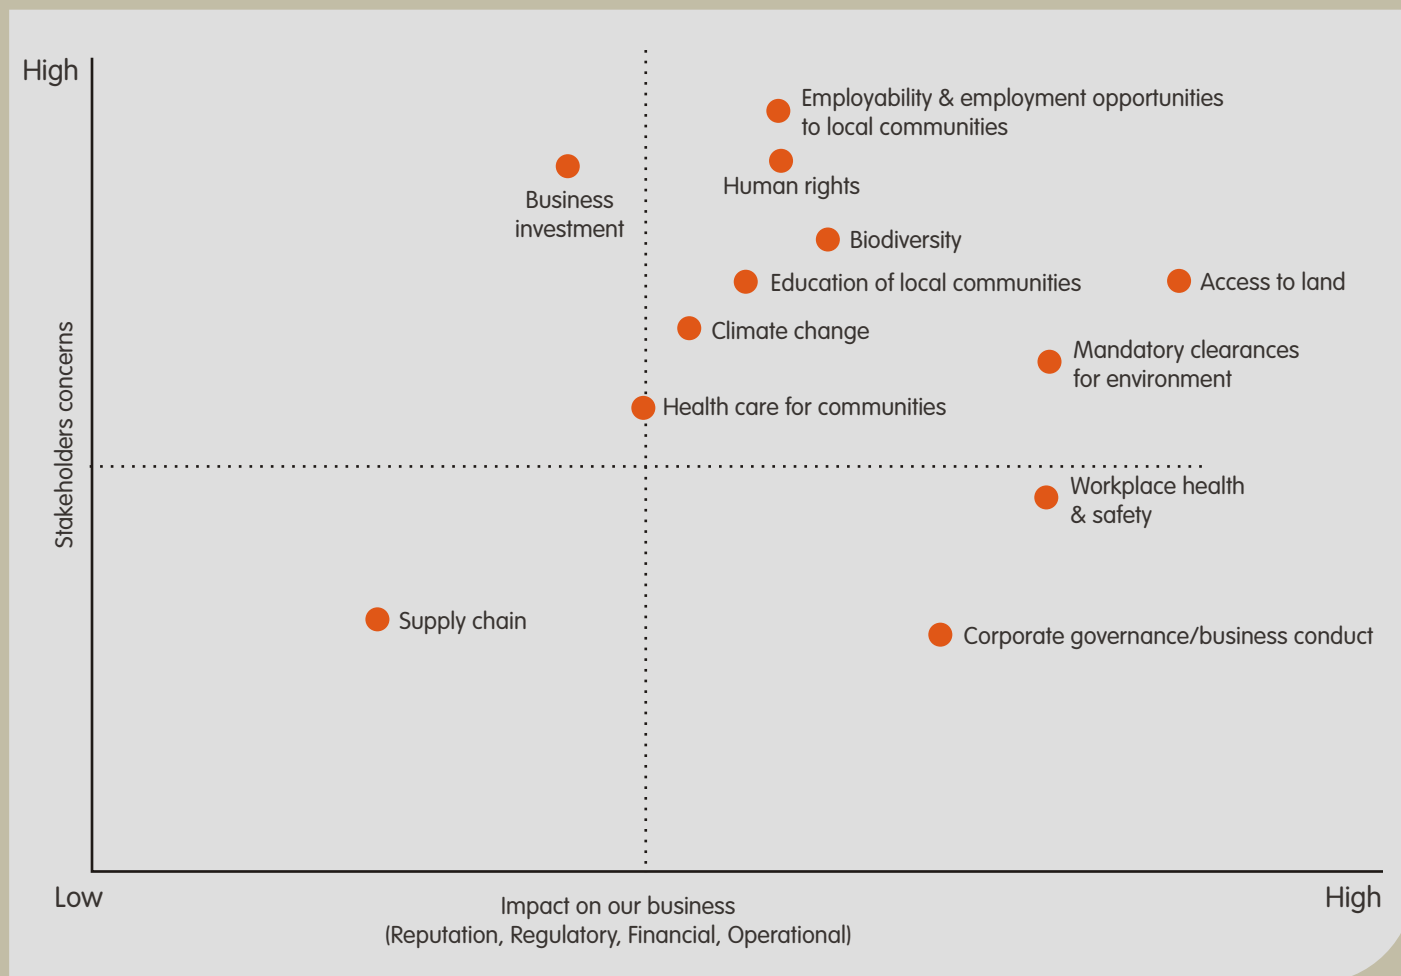 High
Employability & employment opportunities
to local communities
Human rights
Business
investment
Biodiversity
Education of local communities
Access to land
Climate change
Mandatory clearances
for environment
Health care for communities
Stakeholders concerns
Workplace health
& safety
Supply chain
Corporate governance/business conduct
Low
High
Impact on our business
(Reputation, Regulatory, Financial, Operational)